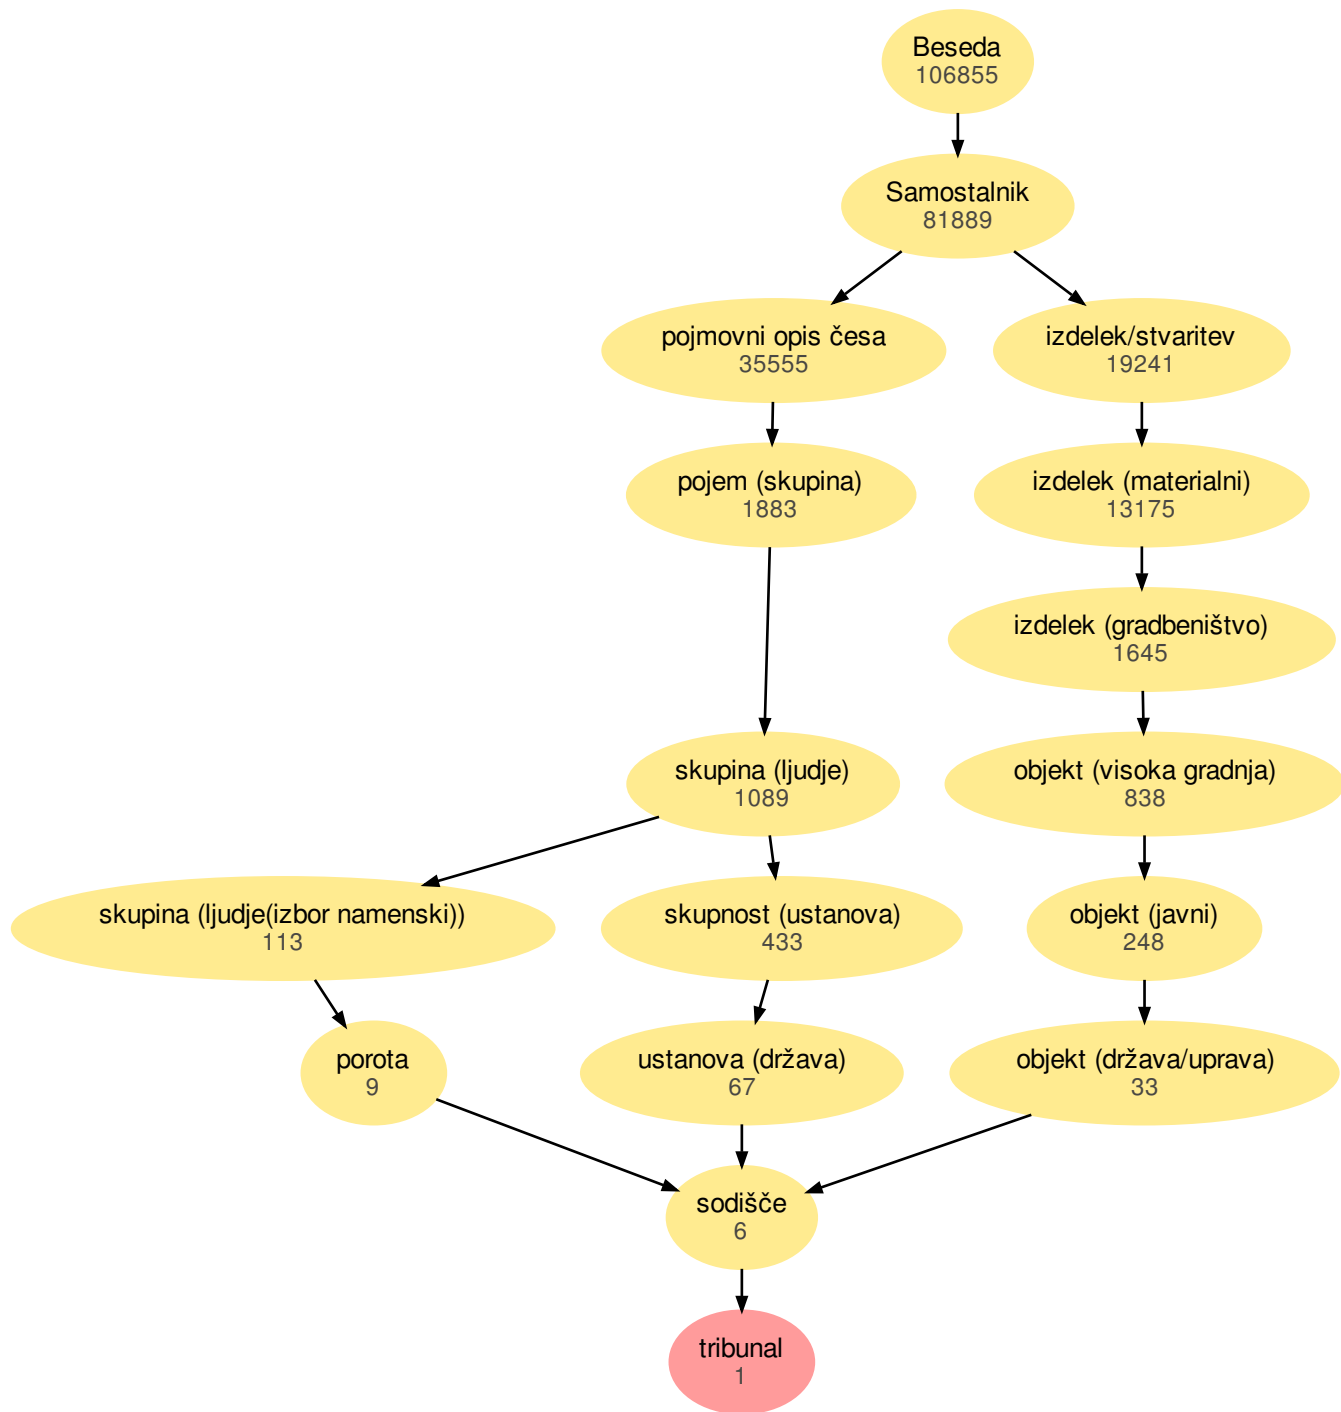 Beseda
106855
Samostalnik
81889
pojmovni opis česa
35555
izdelek/stvaritev
19241
pojem (skupina)
1883
izdelek (materialni)
13175
izdelek (gradbeništvo)
1645
skupina (ljudje)
1089
objekt (visoka gradnja)
838
skupina (ljudje(izbor namenski))
113
skupnost (ustanova)
433
objekt (javni)
248
porota
9
ustanova (država)
67
objekt (država/uprava)
33
sodišče
6
tribunal
1